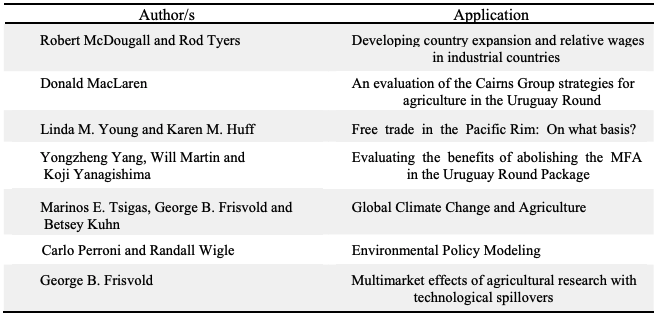 Author/s Application
Robert McDougall and Rod Tyers Developing country expansion and relative wages
in industrial countries
Donald MacLaren An evaluation of the Cairns Group strategies for
agriculture in the Uruguay Round
Linda M. Young and Karen M. Huff Free trade in the Pacific Rim: On what basis?
Yongzheng Yang, Will Martin and Evaluating the benefits of abolishing the MFA
Koji Yanagishima in the Uruguay Round Package
Marinos E. Tsigas, George B. Frisvold and Global Climate Change and Agriculture
Betsey Kuhn
Carlo Perroni and Randall Wigle Environmental Policy Modeling
George B. Frisvold Multimarket effects of agricultural research with
technological spillovers